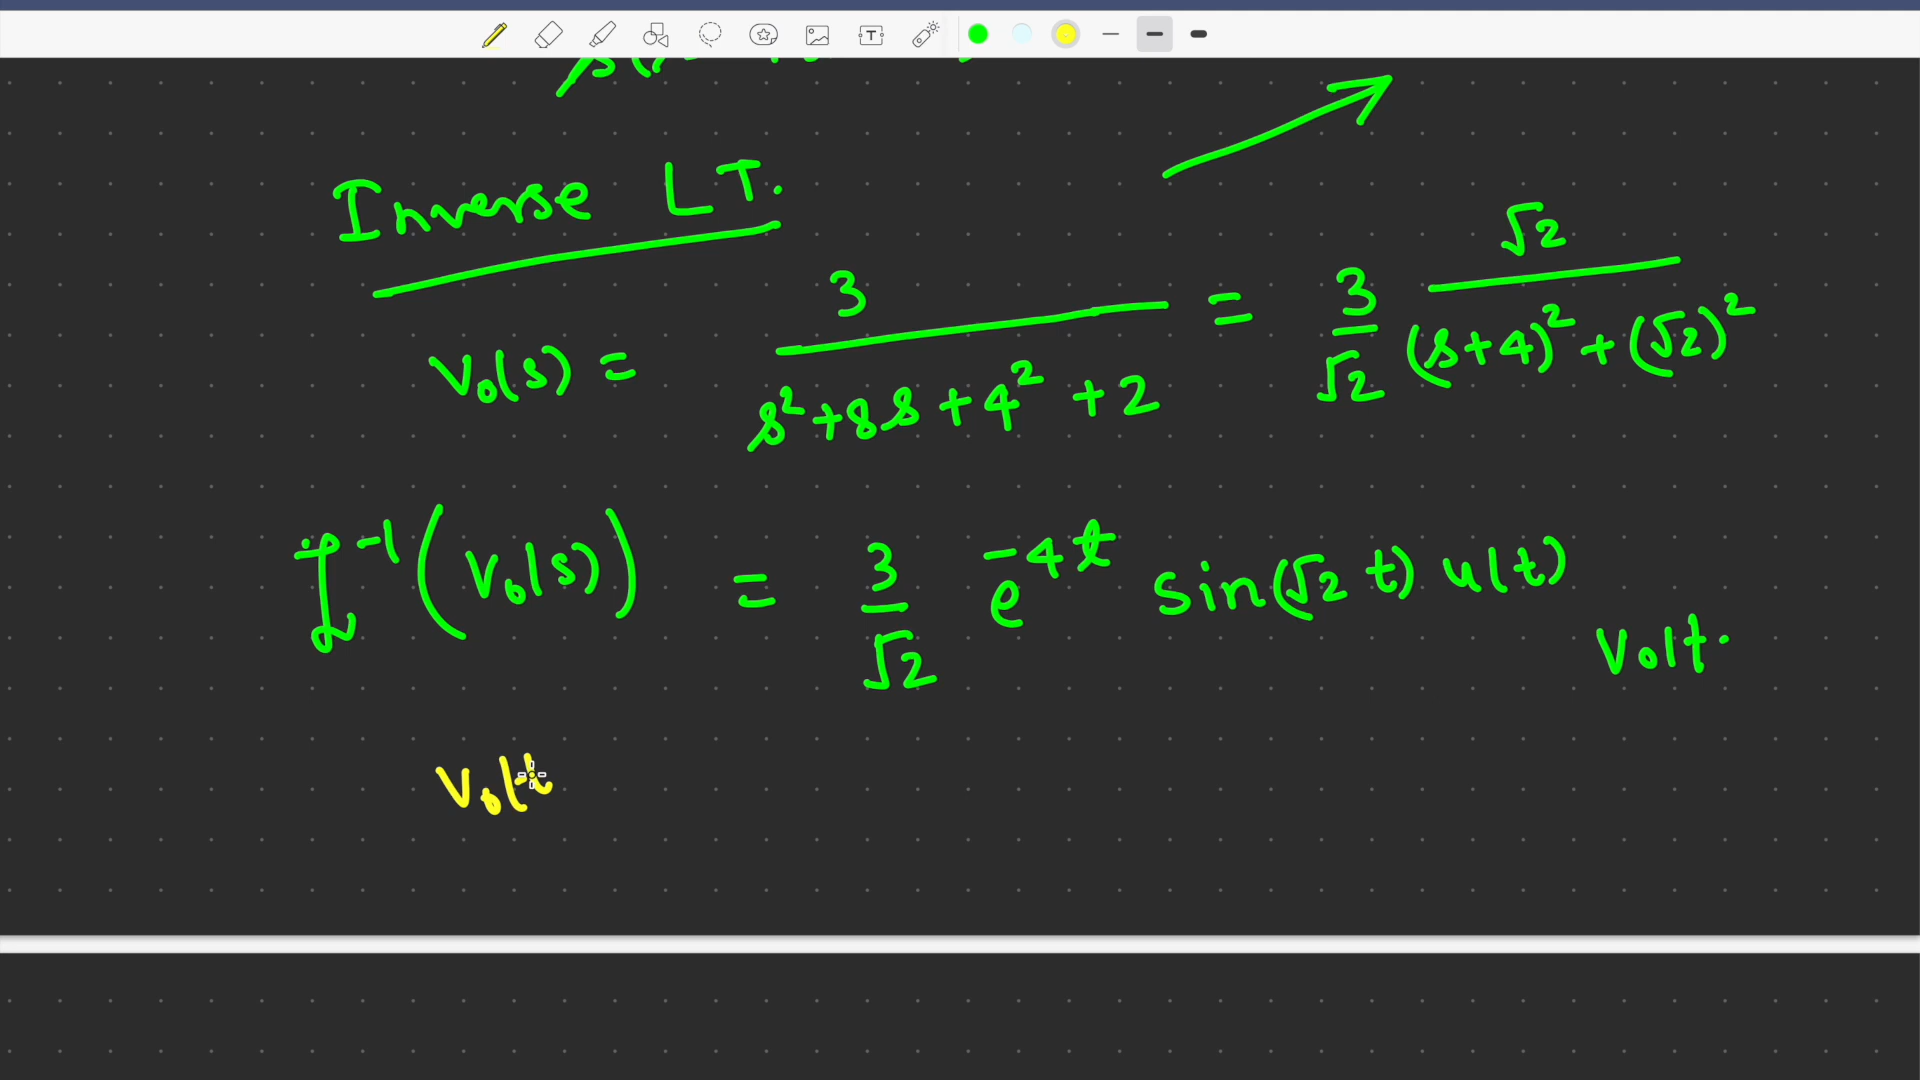 Inverse LT.
V₀(s) = 3 / (s² + 8s + 4² + 2) = 3/√2 √2 / ((s+4)² + (√2)²)
ℒ⁻¹(V₀(s)) = 3/√2 e^(-4t) sin(√2 t) u(t)
Volt.
V₀(t